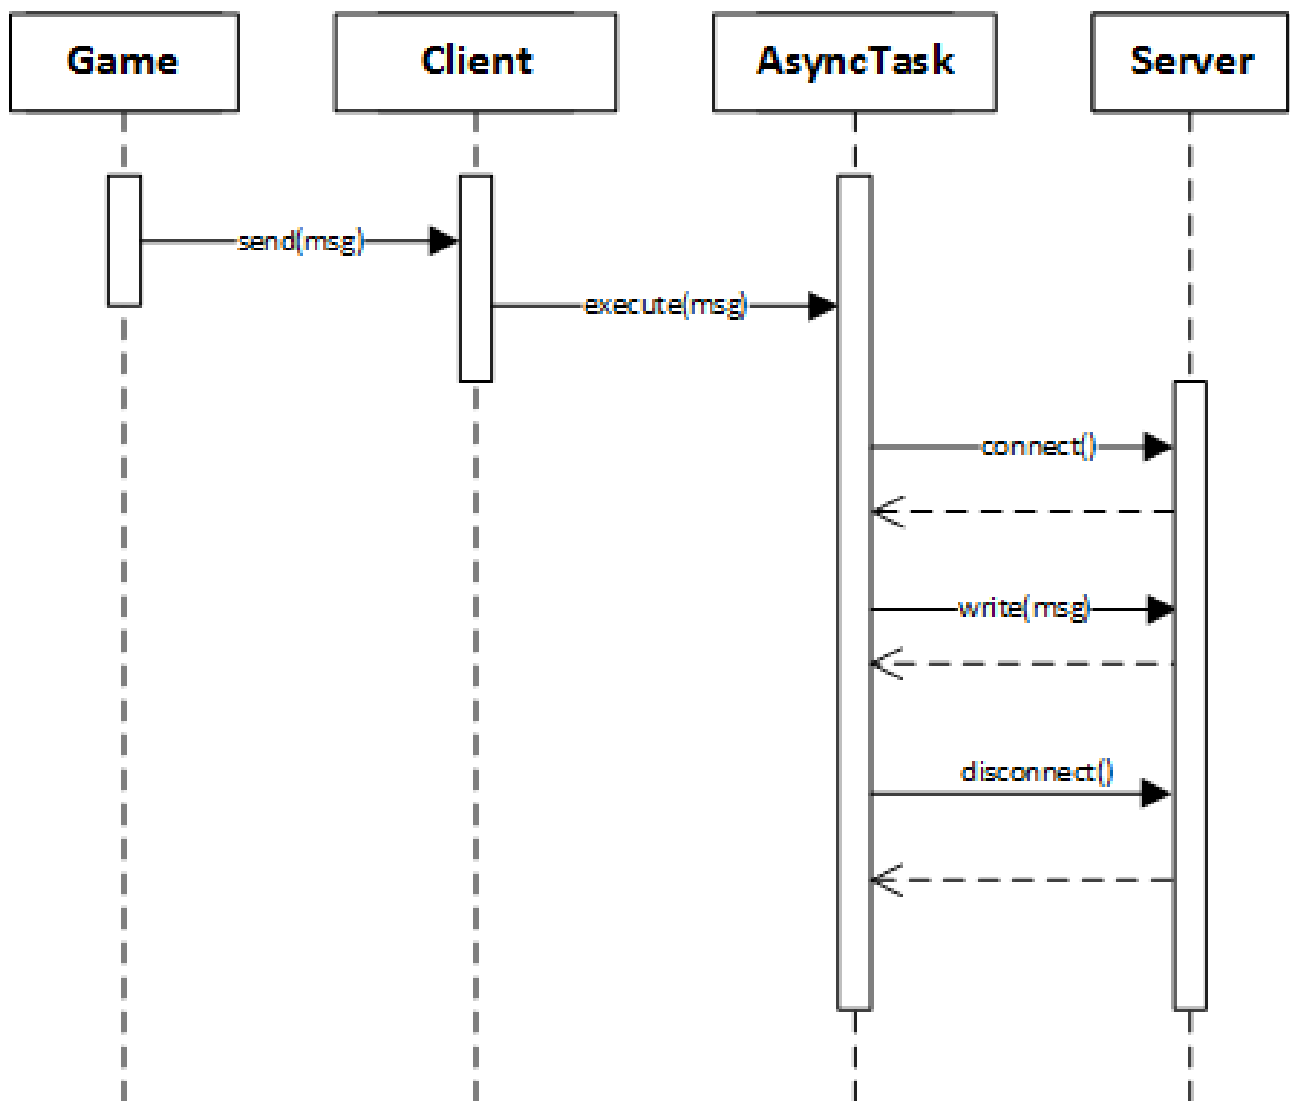 Game
Client
AsyncTask
Server
send(msg)
execute(msg)
connect()
write(msg)
disconnect()